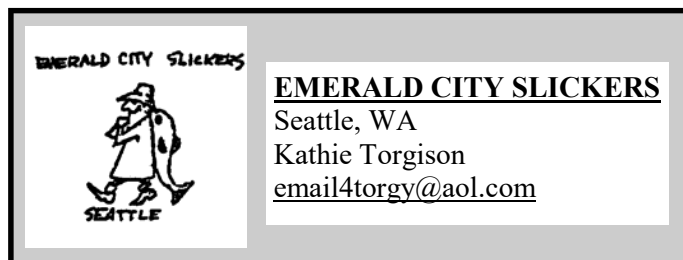 EMERALD CITY SLICKERS
SEATTLE
EMERALD CITY SLICKERS
Seattle, WA
Kathie Torgison
email4torgy@aol.com